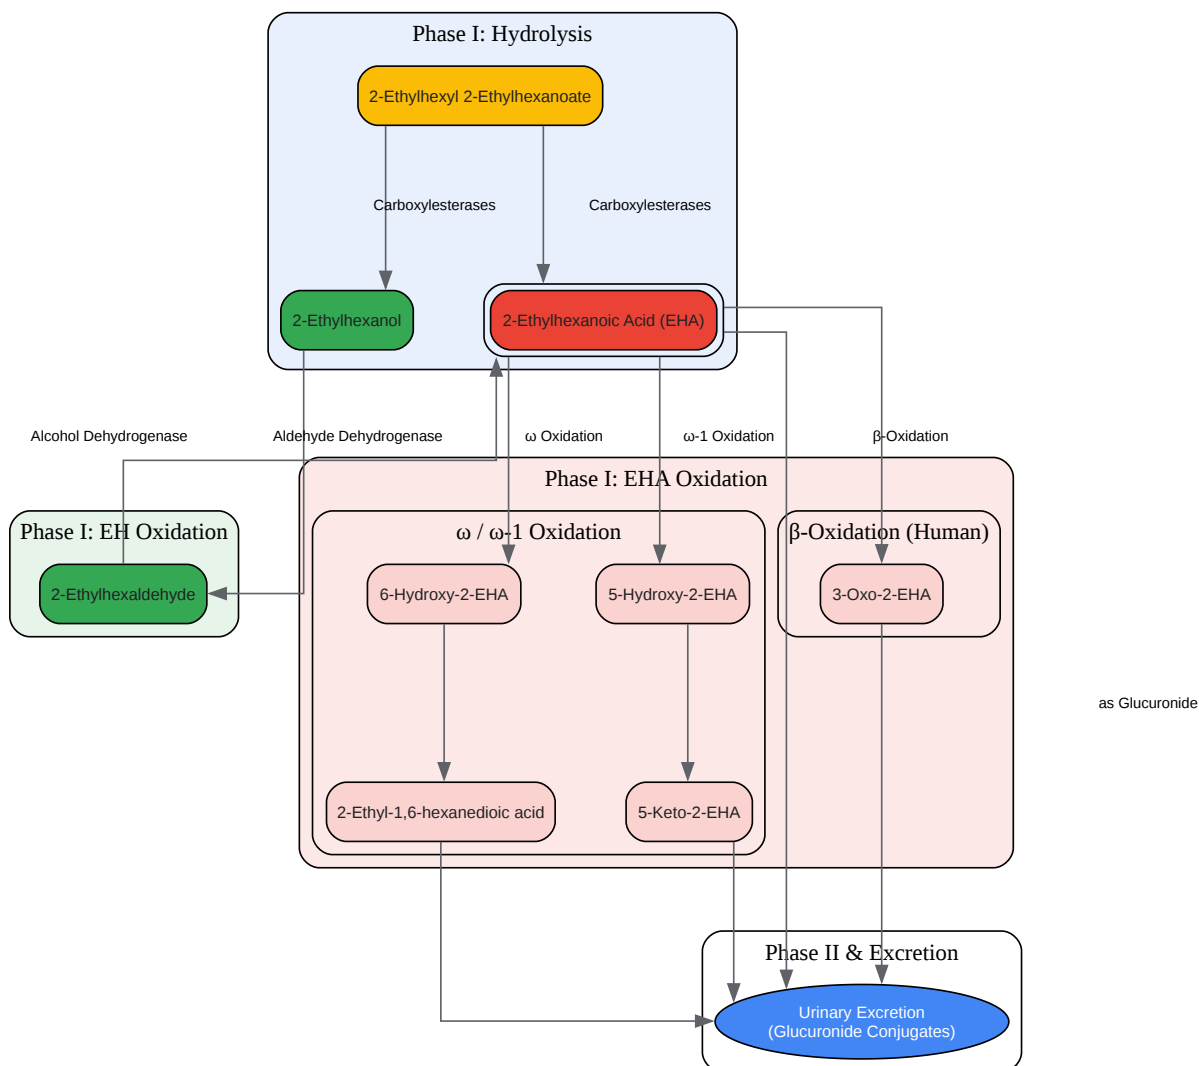 Phase I: Hydrolysis
2-Ethylhexyl 2-Ethylhexanoate
Carboxylesterases
Carboxylesterases
2-Ethylhexanol
2-Ethylhexanoic Acid (EHA)
Alcohol Dehydrogenase
Aldehyde Dehydrogenase
ω Oxidation
ω-1 Oxidation
β-Oxidation
Phase I: EHA Oxidation
Phase I: EH Oxidation
ω / ω-1 Oxidation
β-Oxidation (Human)
2-Ethylhexaldehyde
6-Hydroxy-2-EHA
5-Hydroxy-2-EHA
3-Oxo-2-EHA
as Glucuronide
2-Ethyl-1,6-hexanedioic acid
5-Keto-2-EHA
Phase II & Excretion
Urinary Excretion
(Glucuronide Conjugates)